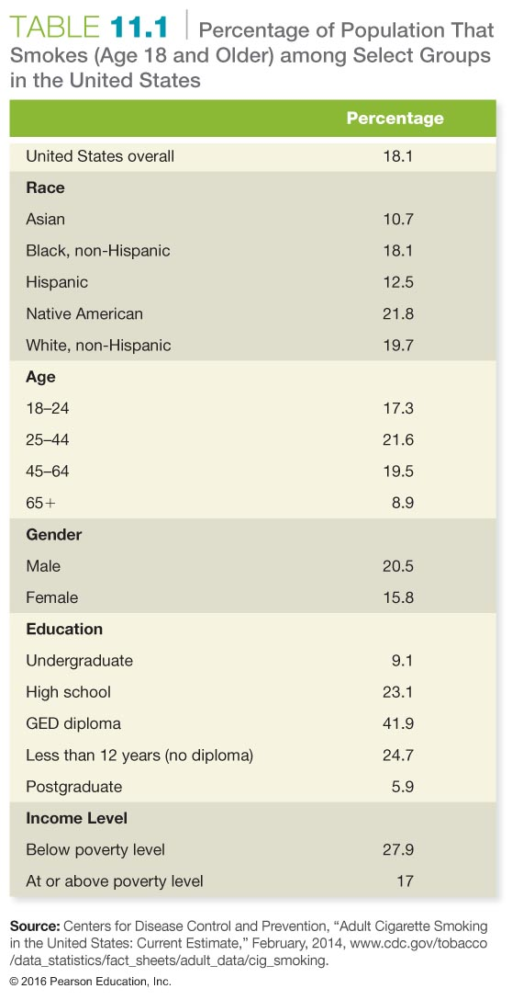 TABLE 11.1 Percentage of Population That
Smokes (Age 18 and Older) among Select Groups
in the United States
Percentage
United States overall 18.1
Race
Asian 10.7
Black, non-Hispanic 18.1
Hispanic 12.5
Native American 21.8
White, non-Hispanic 19.7
Age
18–24 17.3
25–44 21.6
45–64 19.5
65+ 8.9
Gender
Male 20.5
Female 15.8
Education
Undergraduate 9.1
High school 23.1
GED diploma 41.9
Less than 12 years (no diploma) 24.7
Postgraduate 5.9
Income Level
Below poverty level 27.9
At or above poverty level 17
Source: Centers for Disease Control and Prevention, “Adult Cigarette Smoking
in the United States: Current Estimate,” February, 2014, www.cdc.gov/tobacco
/data_statistics/fact_sheets/adult_data/cig_smoking.
© 2016 Pearson Education, Inc.